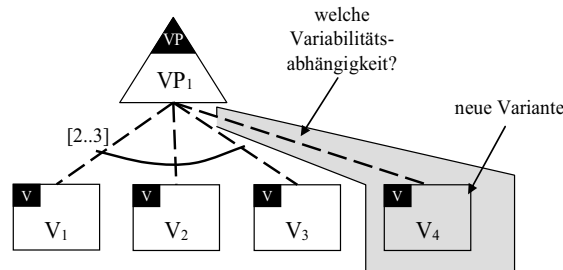 welche
Variabilitäts-
abhängigkeit?
VP
VP1
neue Variante
[2..3]
V
V1
V
V2
V
V3
V
V4